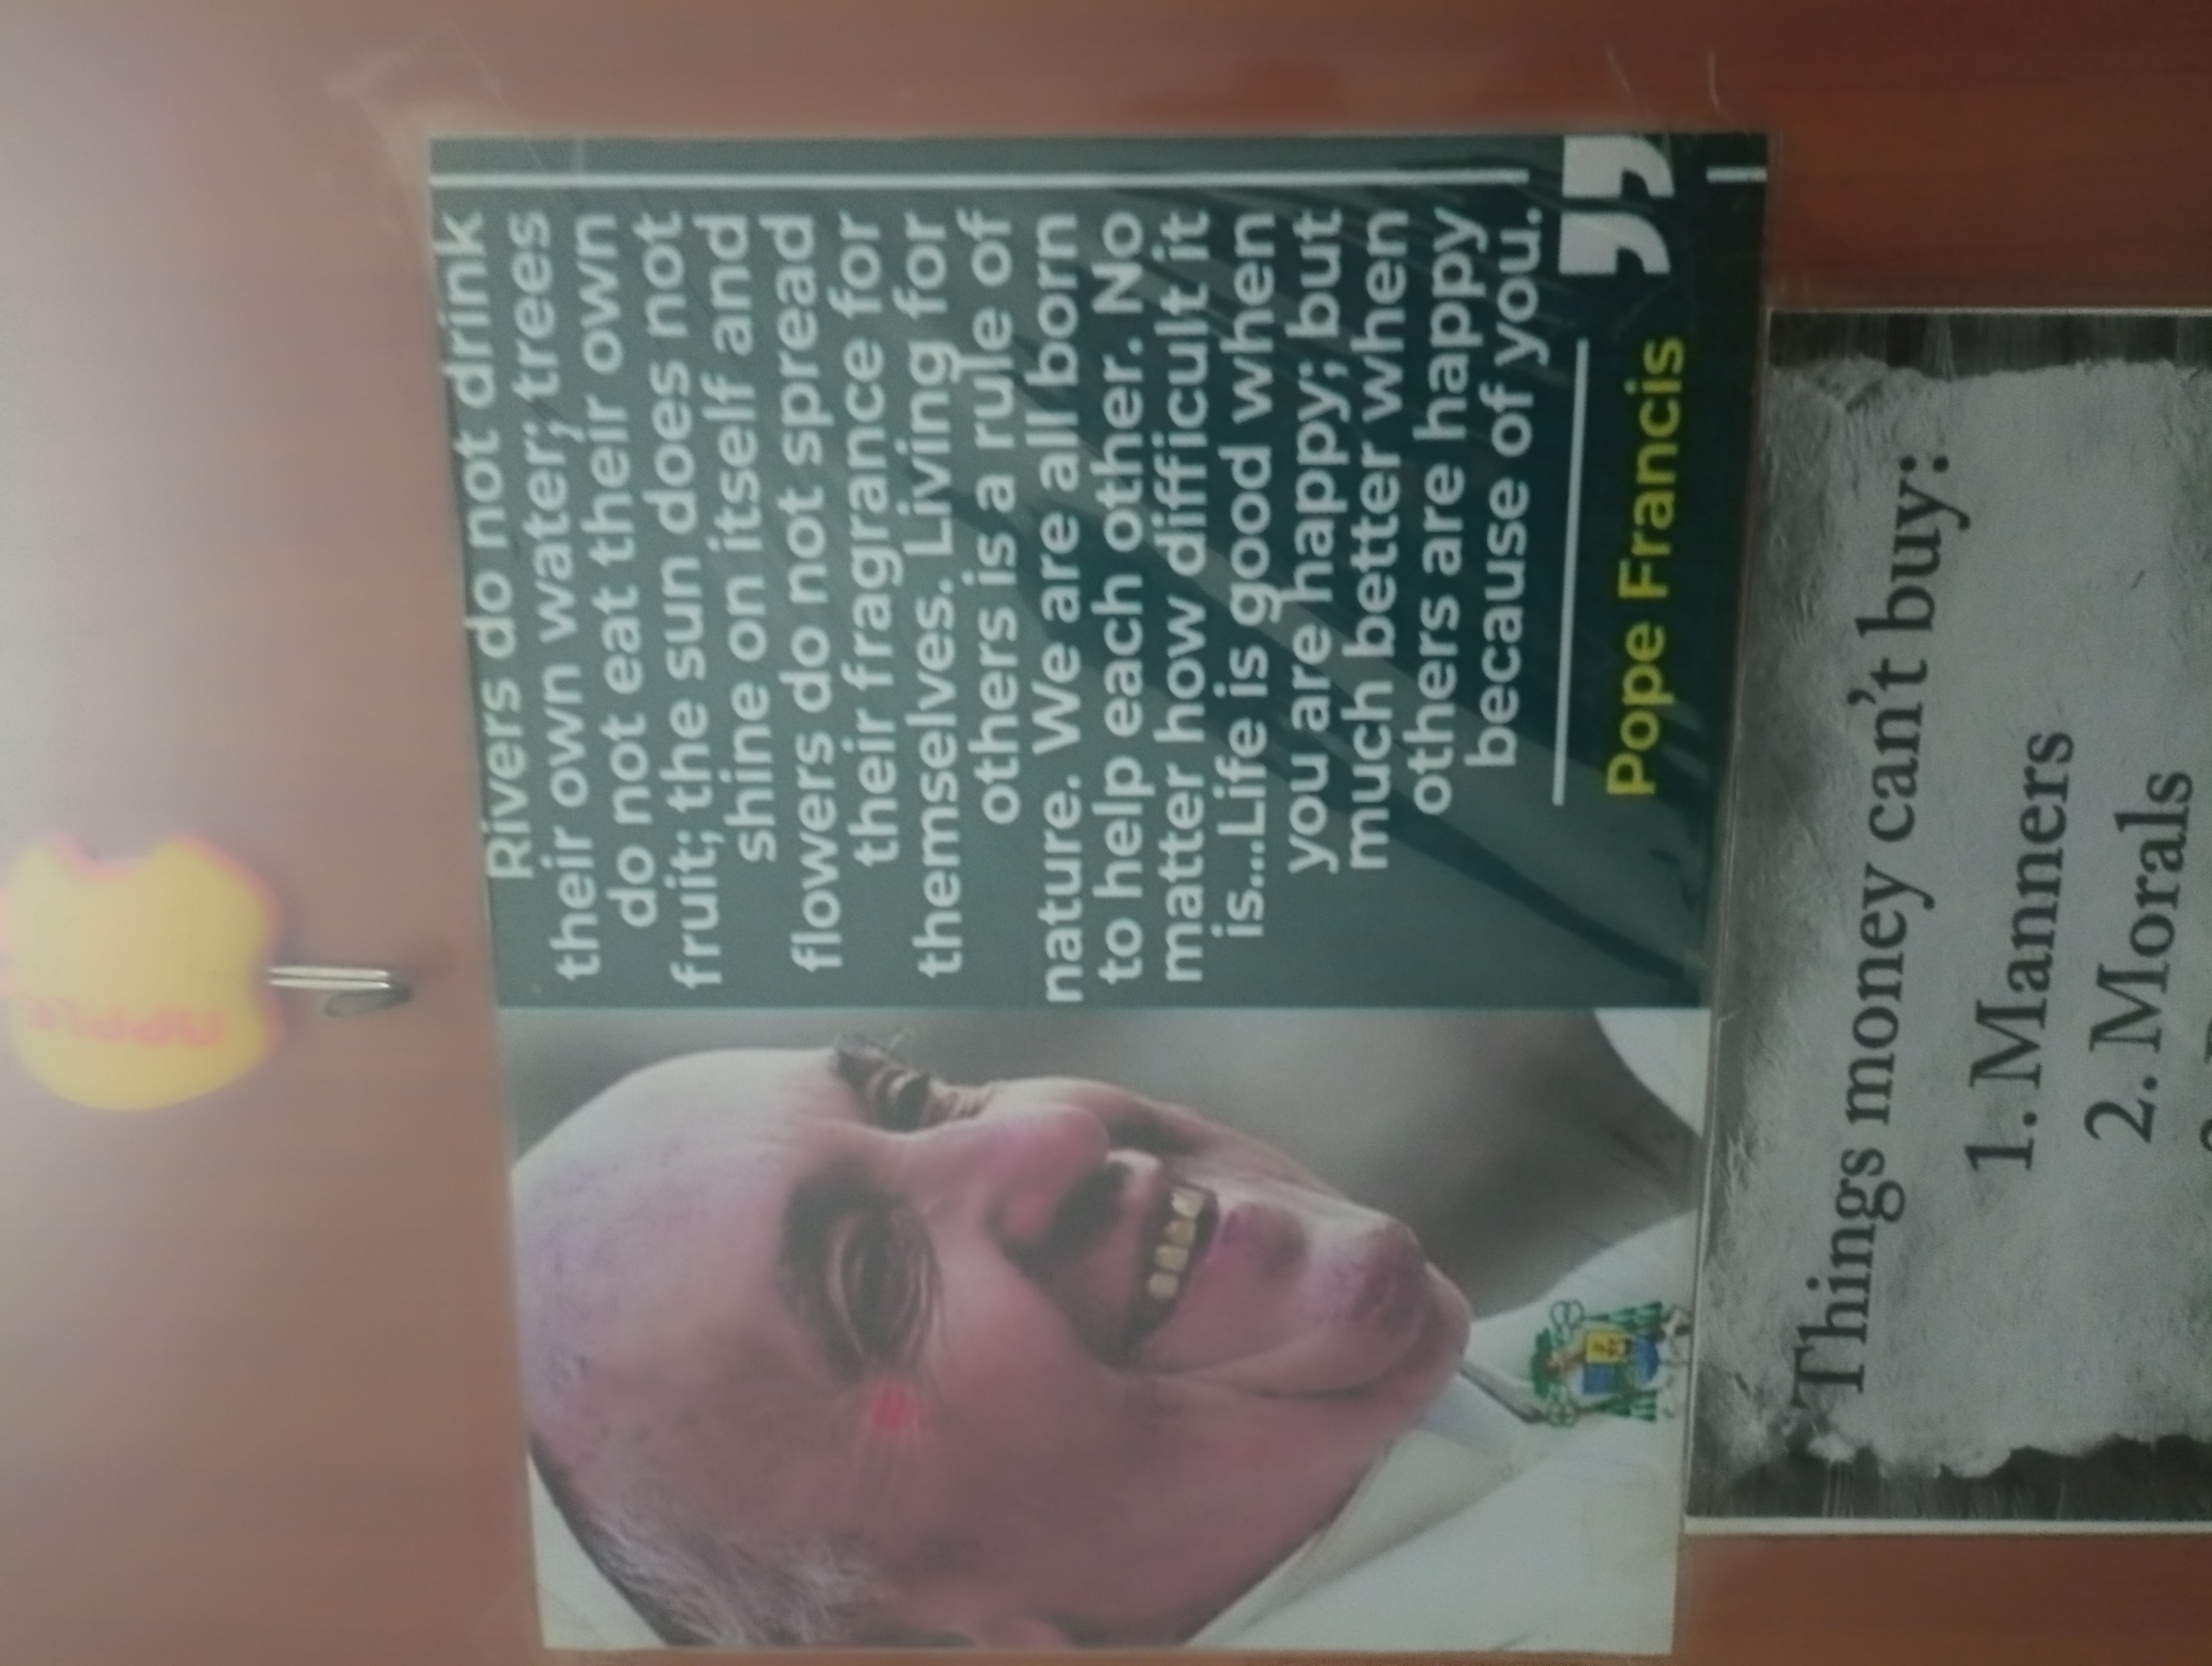 APPLE
Rivers do not drink
their own water; trees
do not eat their own
fruit; the sun does not
shine on itself and
flowers do not spread
their fragrance for
themselves. Living for
others is a rule of
nature. We are all born
to help each other. No
matter how difficult it
is...Life is good when
you are happy; but
much better when
others are happy
because of you.
Pope Francis ”
Things money can't buy:
1. Manners
2. Morals